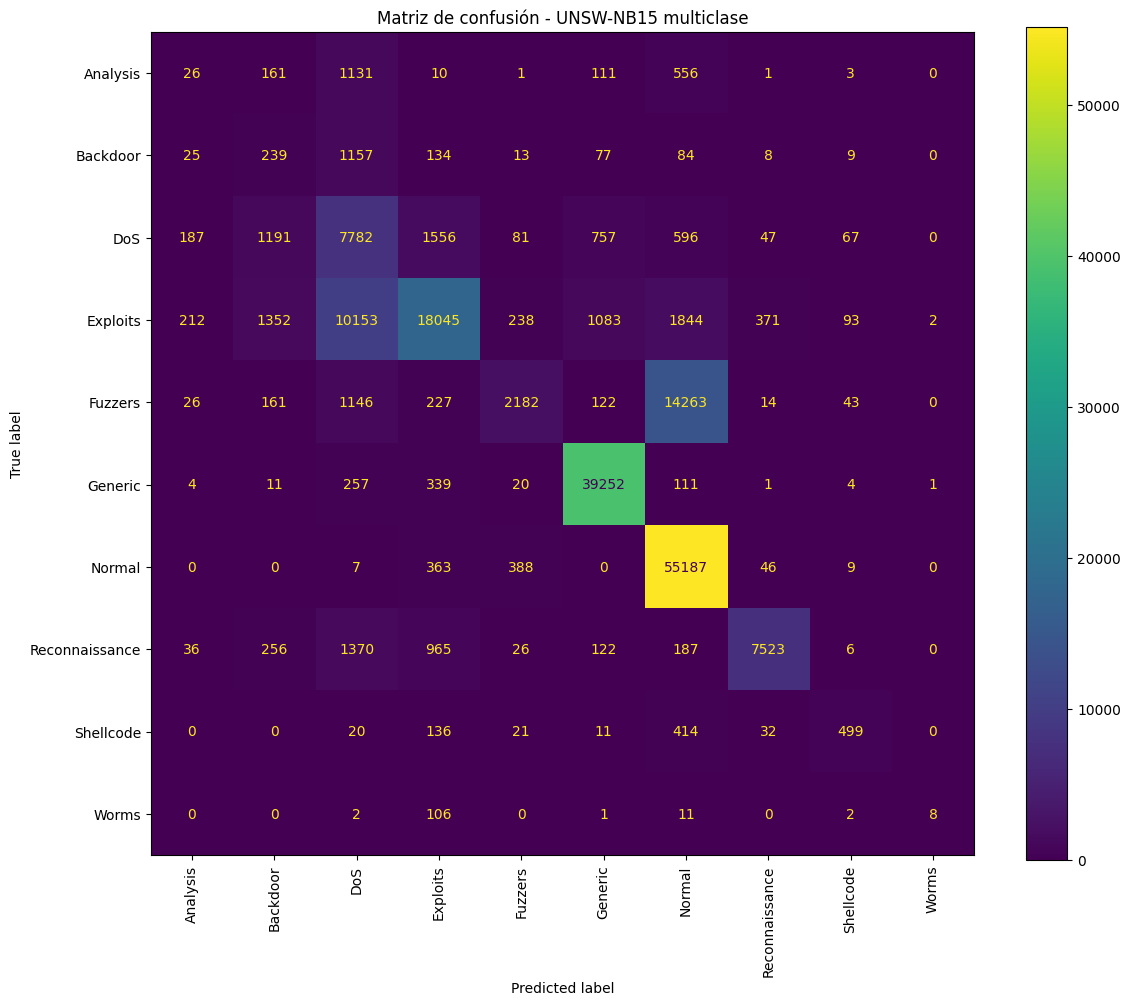 Matriz de confusión - UNSW-NB15 multiclase
True label
Analysis 26 161 1131 10 1 111 556 1 3 0
Backdoor 25 239 1157 134 13 77 84 8 9 0
DoS 187 1191 7782 1556 81 757 596 47 67 0
Exploits 212 1352 10153 18045 238 1083 1844 371 93 2
Fuzzers 26 161 1146 227 2182 122 14263 14 43 0
Generic 4 11 257 339 20 39252 111 1 4 1
Normal 0 0 7 363 388 0 55187 46 9 0
Reconnaissance 36 256 1370 965 26 122 187 7523 6 0
Shellcode 0 0 20 136 21 11 414 32 499 0
Worms 0 0 2 106 0 1 11 0 2 8
Analysis Backdoor DoS Exploits Fuzzers Generic Normal Reconnaissance Shellcode Worms
Predicted label
50000
40000
30000
20000
10000
0